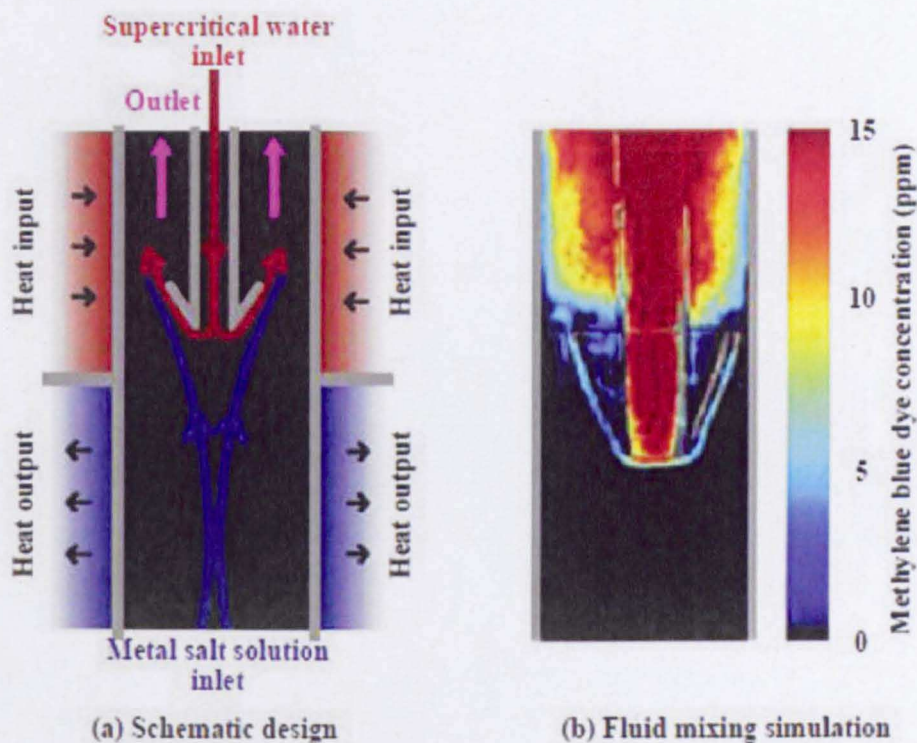 Supercritical water
inlet
Outlet
Heat input
Heat input
Heat output
Heat output
Metal salt solution
inlet
(a) Schematic design
15
10
5
0
Methylene blue dye concentration (ppm)
(b) Fluid mixing simulation